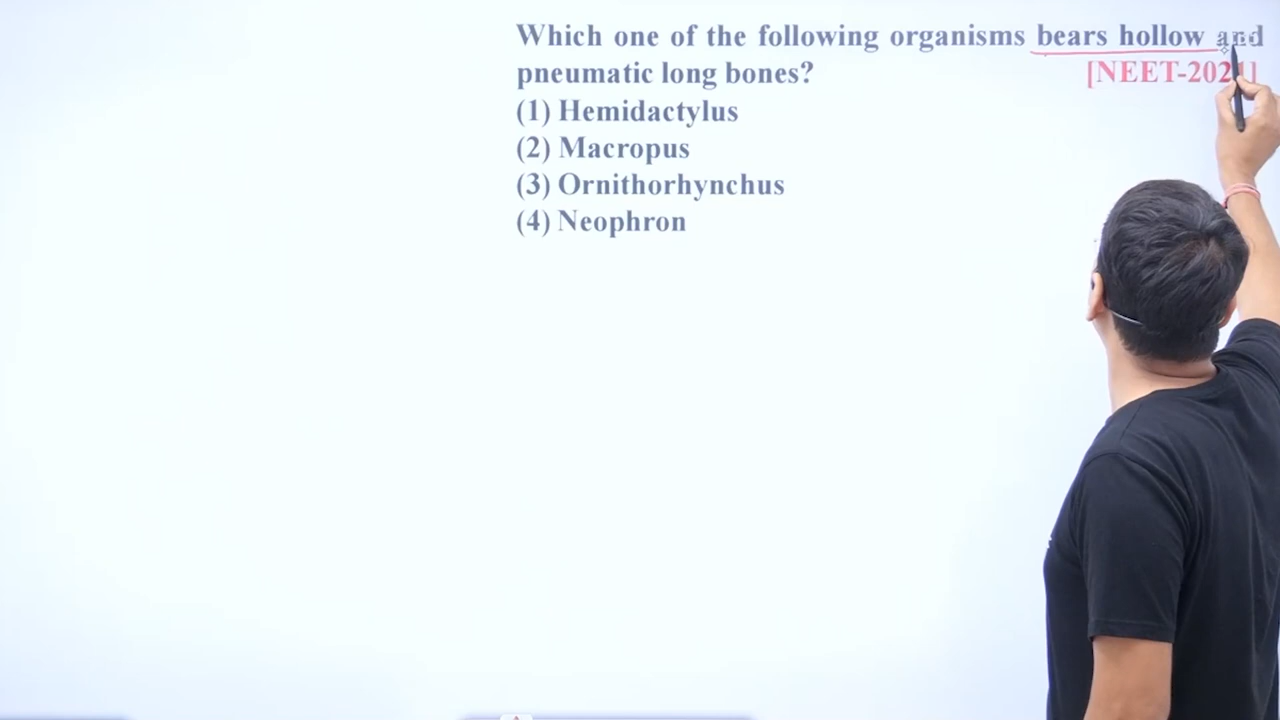 Which one of the following organisms bears hollow and
pneumatic long bones? [NEET-2021]
(1) Hemidactylus
(2) Macropus
(3) Ornithorhynchus
(4) Neophron